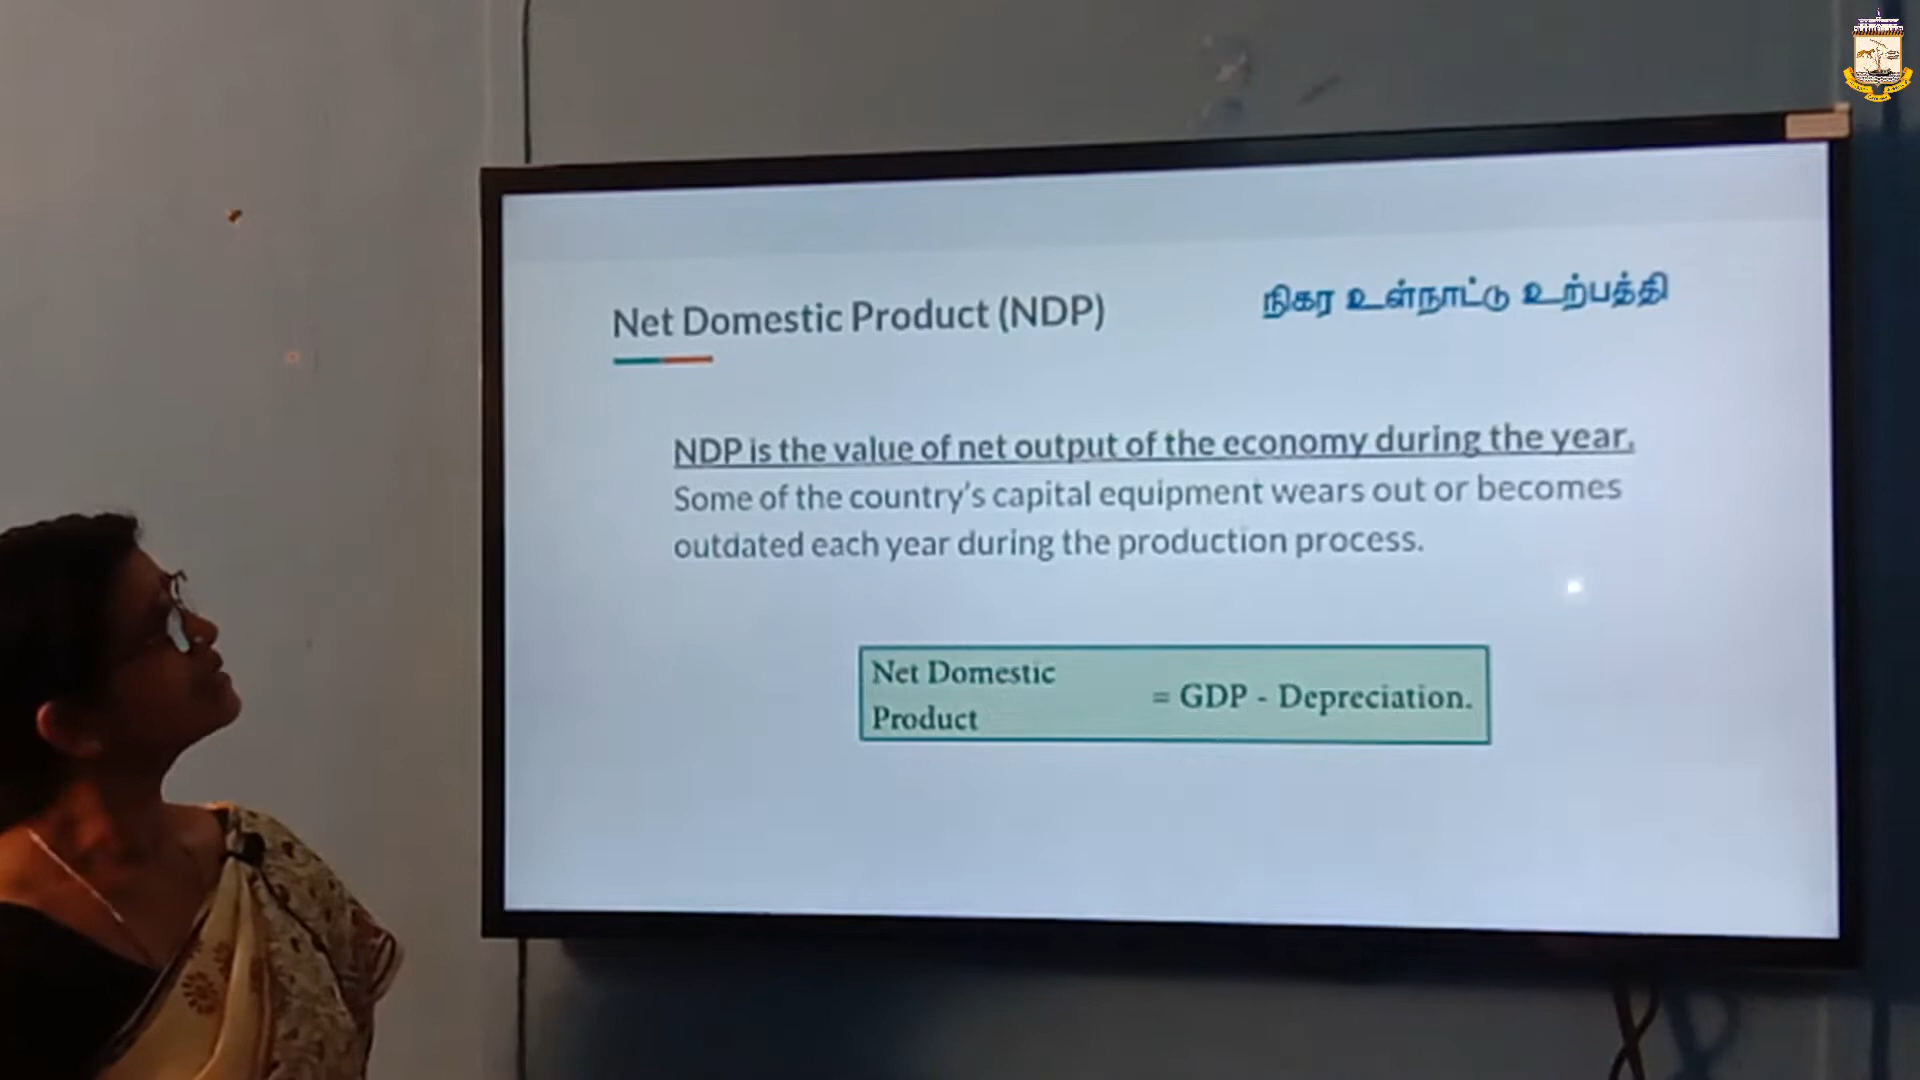 Net Domestic Product (NDP)
நிகர உள்நாட்டு உற்பத்தி
NDP is the value of net output of the economy during the year.
Some of the country's capital equipment wears out or becomes
outdated each year during the production process.
Net Domestic
Product
= GDP - Depreciation.